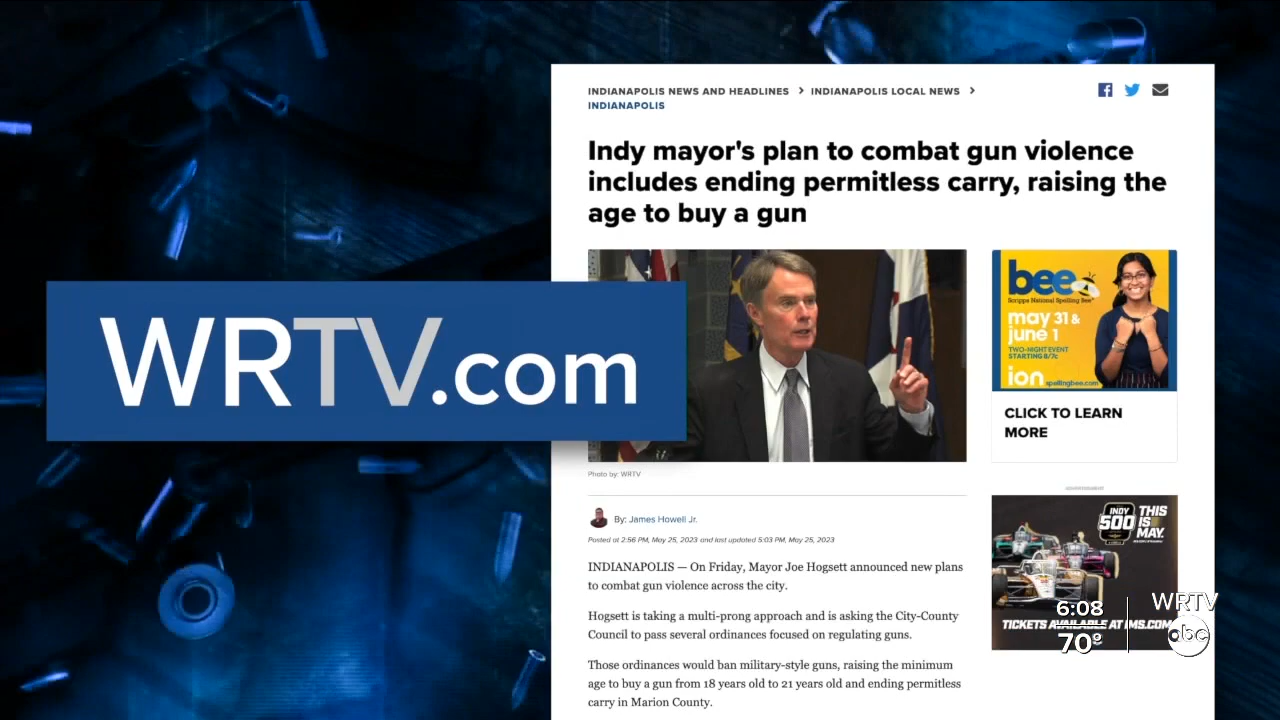 INDIANAPOLIS NEWS AND HEADLINES > INDIANAPOLIS LOCAL NEWS >
INDIANAPOLIS
Indy mayor's plan to combat gun violence
includes ending permitless carry, raising the
age to buy a gun
WRTV.com
Photo by: WRTV
By: James Howell Jr.
Posted at 2:56 PM, May 25, 2023 and last updated 5:03 PM, May 25, 2023
INDIANAPOLIS — On Friday, Mayor Joe Hogsett announced new plans
to combat gun violence across the city.
Hogsett is taking a multi-prong approach and is asking the City-County
Council to pass several ordinances focused on regulating guns.
Those ordinances would ban military-style guns, raising the minimum
age to buy a gun from 18 years old to 21 years old and ending permitless
carry in Marion County.
bee
Scripps National Spelling Bee
may 31 &
june 1
TWO-NIGHT EVENT
STARTING 8/7c
ion
spellingbee.com
CLICK TO LEARN
MORE
ADVERTISEMENT
INDY
500
THIS
IS
MAY.
TICKETS AVAILABLE AT IMS.COM
6:08
70°
WRTV
abc